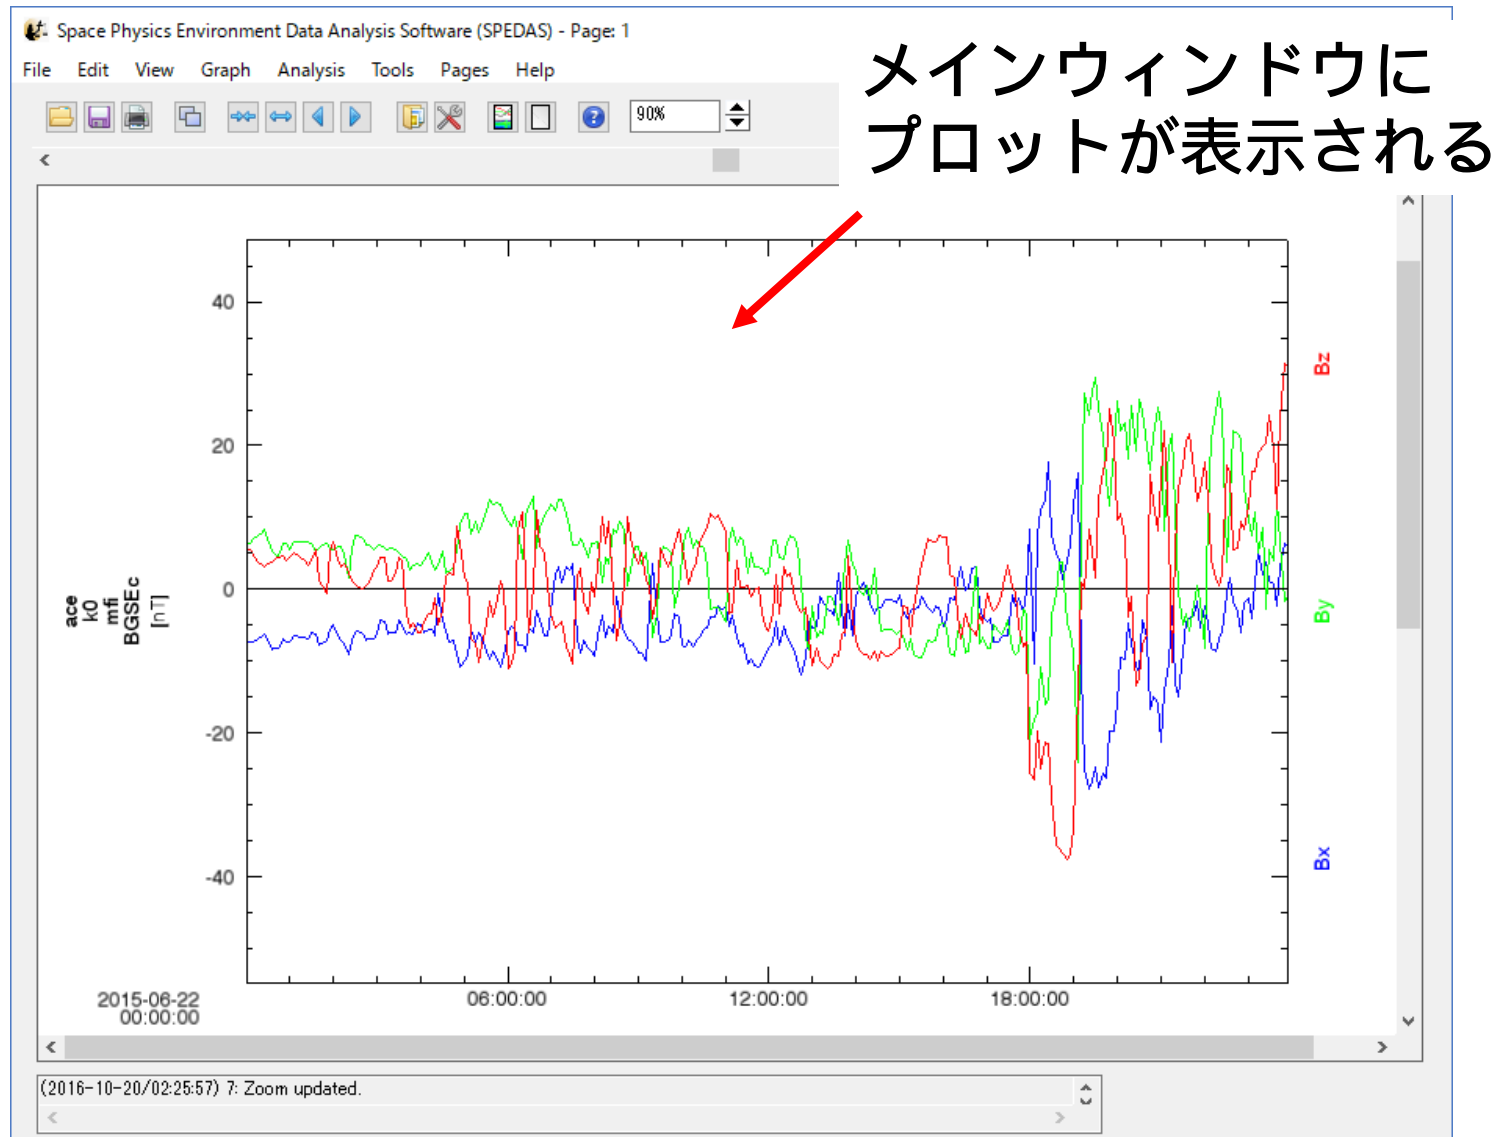 Space Physics Environment Data Analysis Software (SPEDAS) - Page: 1
File Edit View Graph Analysis Tools Pages Help
90%
メインウィンドウに
プロットが表示される
40
20
0
-20
-40
ace
k0
mfi
BGSEc
[nT]
Bz
By
Bx
2015-06-22
00:00:00
06:00:00
12:00:00
18:00:00
(2016-10-20/02:25:57) 7: Zoom updated.